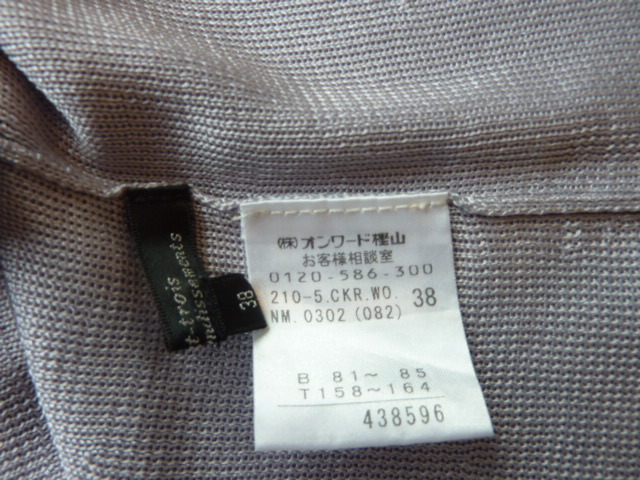 (株)オンワード樫山
お客様相談室
0120-586-300
210-5.CKR.WO. 38
NM. 0302 (082)
B 81～ 85
T158～164
438596
t-trois
38